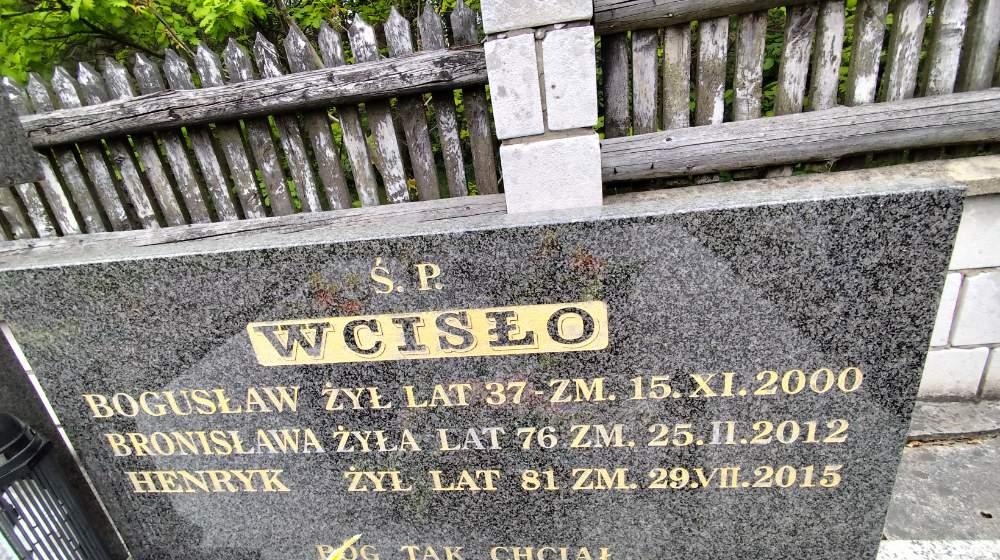 Ś. P.
WCISŁO
BOGUSŁAW ŻYŁ LAT 37-ZM. 15.XI.2000
BRONISŁAWA ŻYŁA LAT 76 ZM. 25.II.2012
HENRYK ŻYŁ LAT 81 ZM. 29.VII.2015
BÓG TAK CHCIAŁ